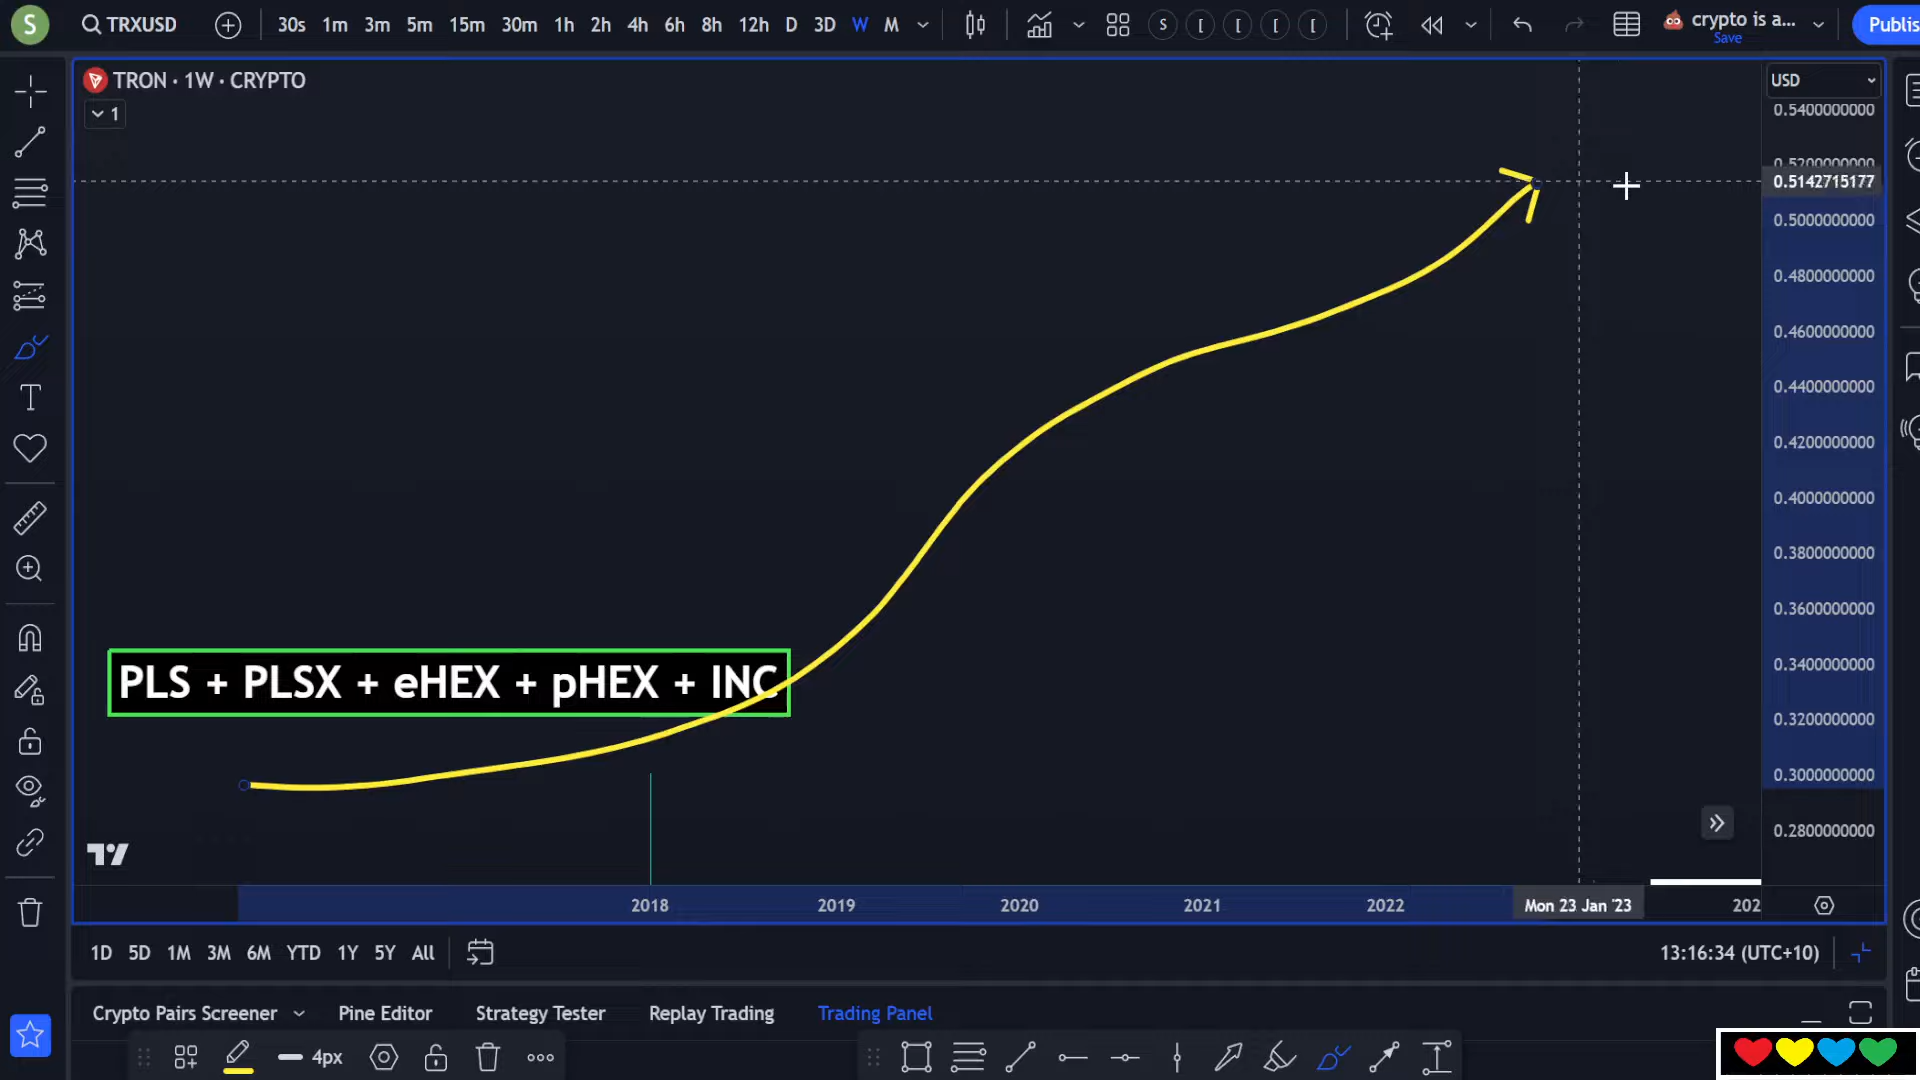 S TRXUSD 30s 1m 3m 5m 15m 30m 1h 2h 4h 6h 8h 12h D 3D W M S [ [ [ [ crypto is a... Publis
Save
TRON · 1W · CRYPTO
USD
1
0.5400000000
0.5200000000
0.5142715177
0.5000000000
0.4800000000
0.4600000000
0.4400000000
0.4200000000
0.4000000000
0.3800000000
0.3600000000
0.3400000000
0.3200000000
0.3000000000
0.2800000000
PLS + PLSX + eHEX + pHEX + INC
2018 2019 2020 2021 2022 Mon 23 Jan '23 202
1D 5D 1M 3M 6M YTD 1Y 5Y All 13:16:34 (UTC+10)
Crypto Pairs Screener Pine Editor Strategy Tester Replay Trading Trading Panel
4px